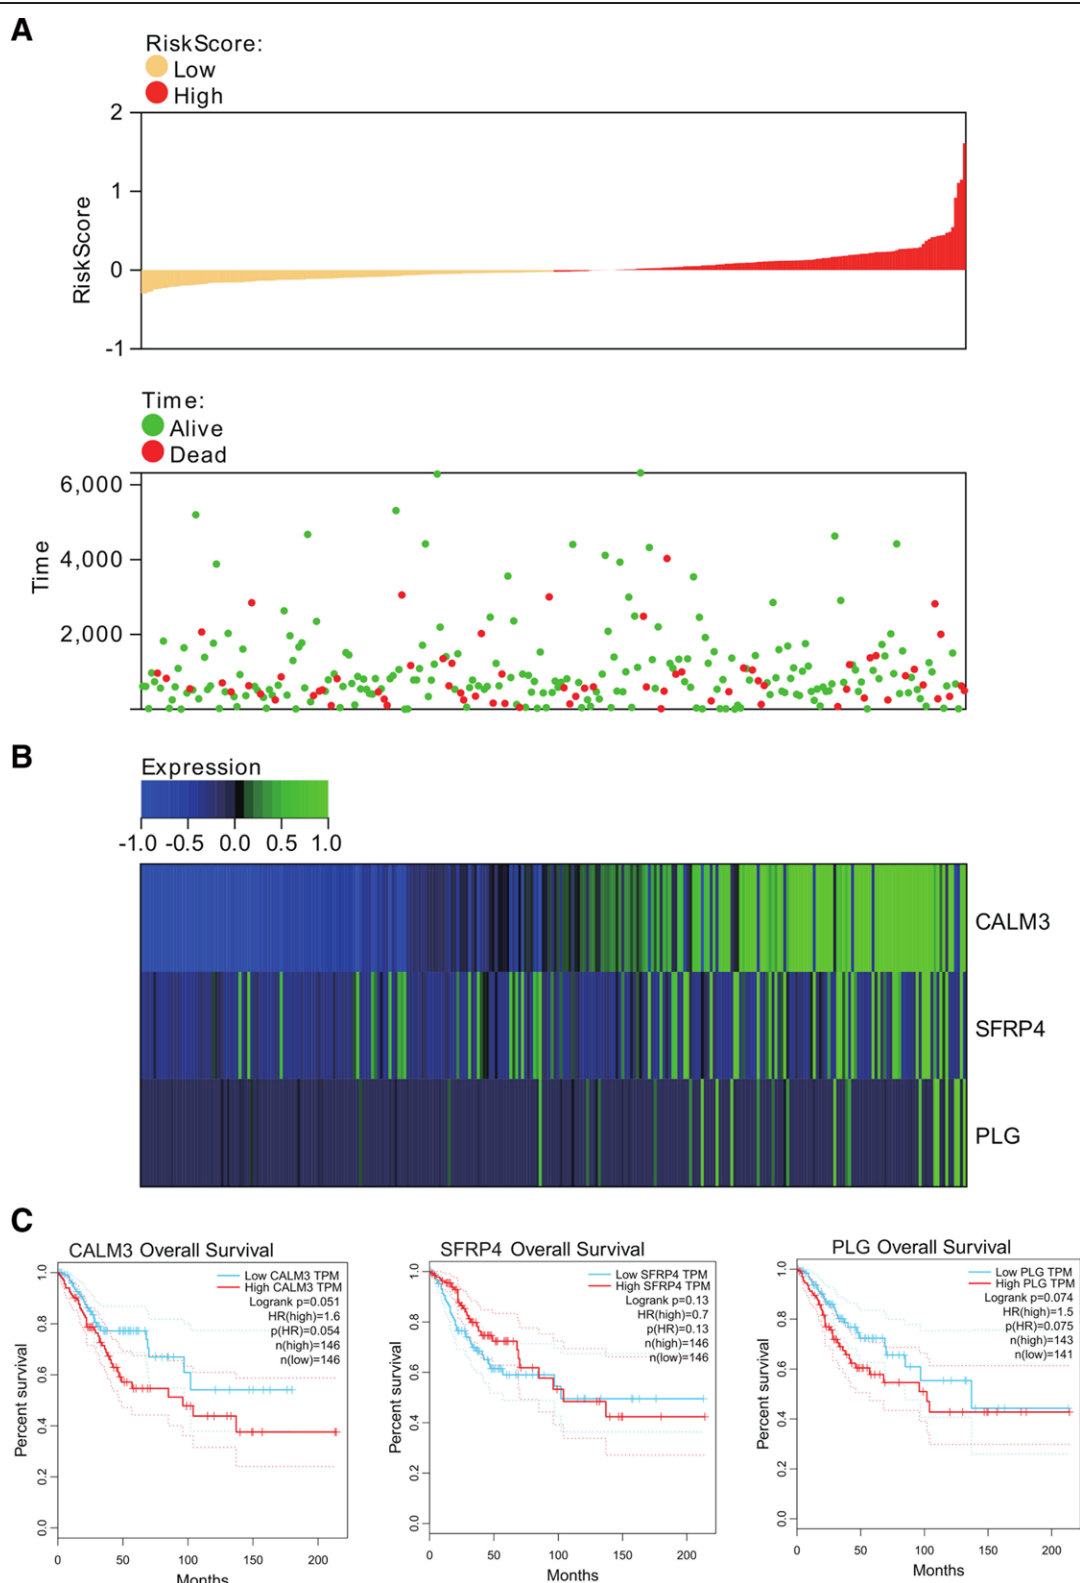 A
RiskScore:
Low
High
2
1
0
-1
RiskScore
Time:
Alive
Dead
6,000
4,000
2,000
Time
B
Expression
-1.0 -0.5 0.0 0.5 1.0
CALM3
SFRP4
PLG
C
CALM3 Overall Survival
Low CALM3 TPM
High CALM3 TPM
Logrank p=0.051
HR(high)=1.6
p(HR)=0.054
n(high)=146
n(low)=146
1.0
0.8
0.6
0.4
0.2
0.0
Percent survival
0 50 100 150 200
Months
SFRP4 Overall Survival
Low SFRP4 TPM
High SFRP4 TPM
Logrank p=0.13
HR(high)=0.7
p(HR)=0.13
n(high)=146
n(low)=146
1.0
0.8
0.6
0.4
0.2
0.0
Percent survival
0 50 100 150 200
Months
PLG Overall Survival
Low PLG TPM
High PLG TPM
Logrank p=0.074
HR(high)=1.5
p(HR)=0.075
n(high)=143
n(low)=141
1.0
0.8
0.6
0.4
0.2
0.0
Percent survival
0 50 100 150 200
Months